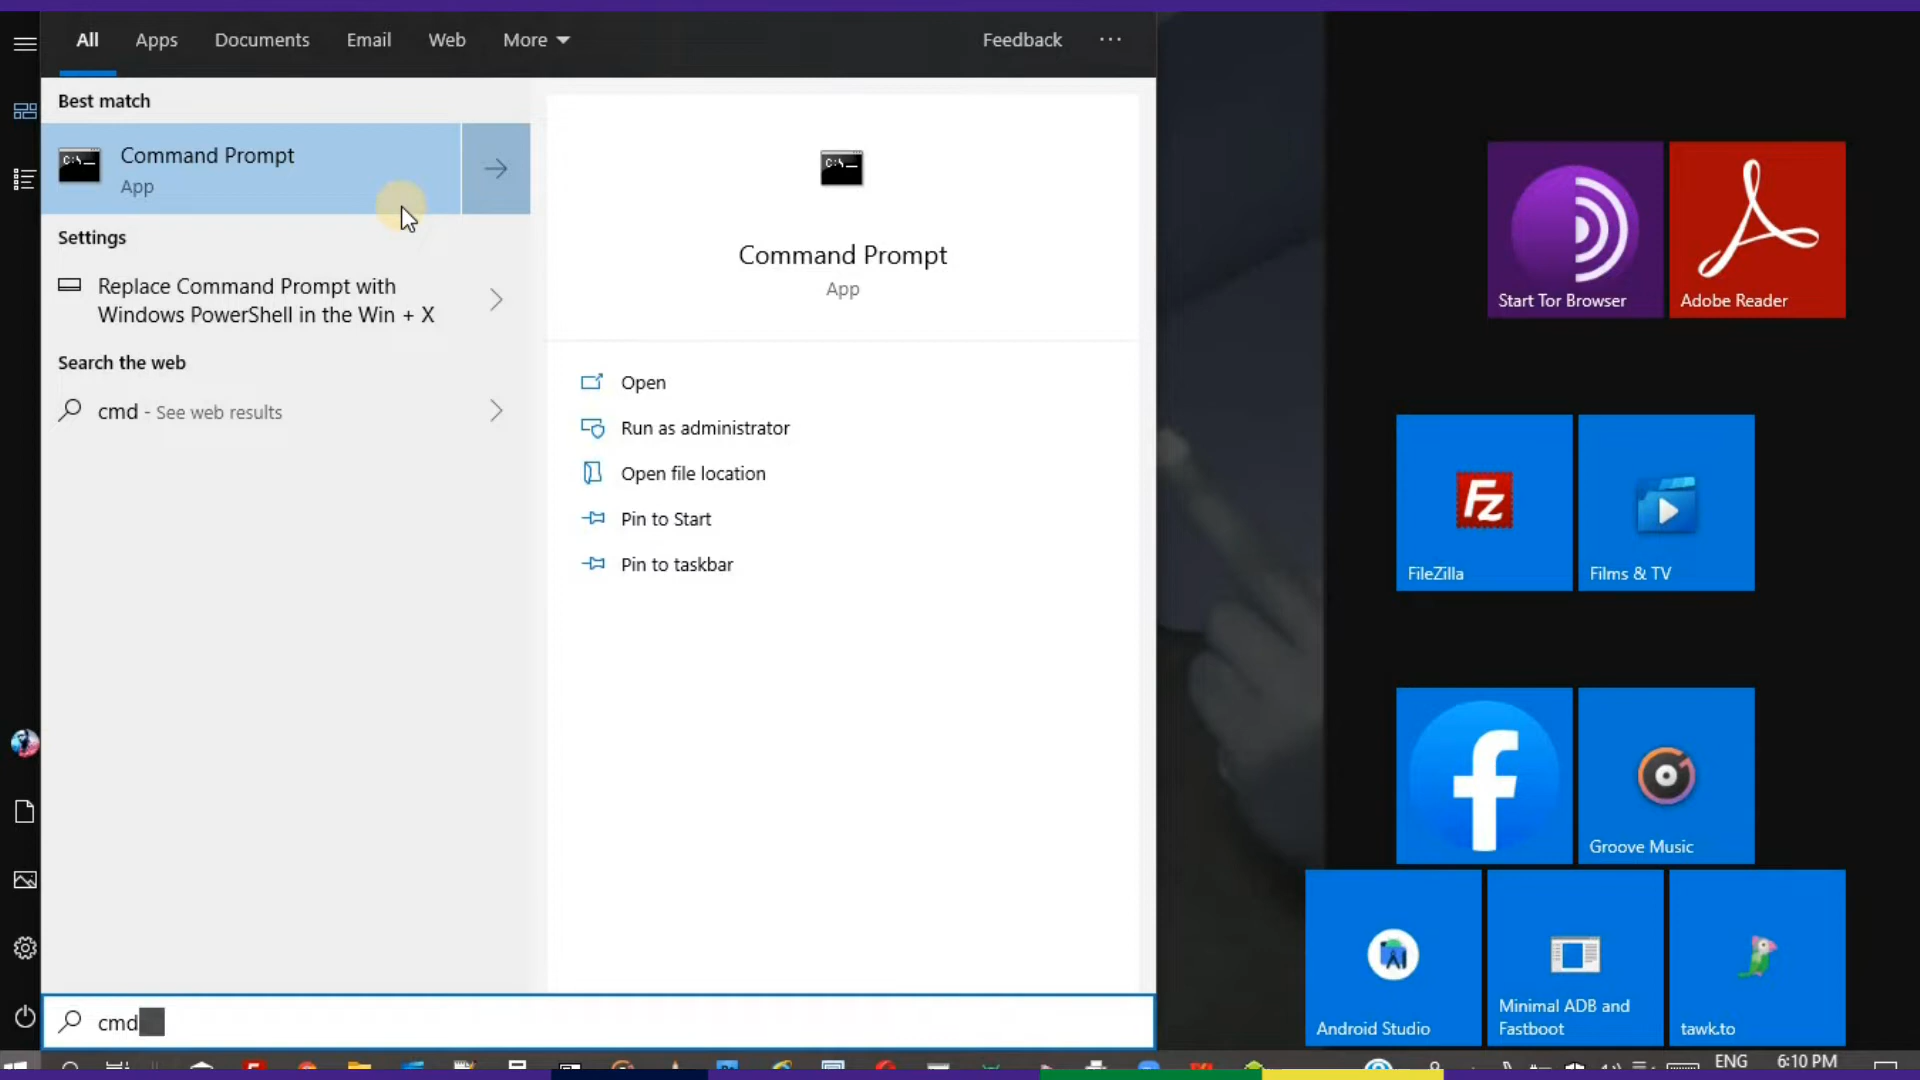 All Apps Documents Email Web More Feedback ...
Best match
Command Prompt
App
Settings
Replace Command Prompt with
Windows PowerShell in the Win + X
Search the web
cmd - See web results
Command Prompt
App
Open
Run as administrator
Open file location
Pin to Start
Pin to taskbar
cmd
Start Tor Browser
Adobe Reader
FileZilla
Films & TV
Groove Music
Android Studio
Minimal ADB and
Fastboot
tawk.to
ENG
6:10 PM